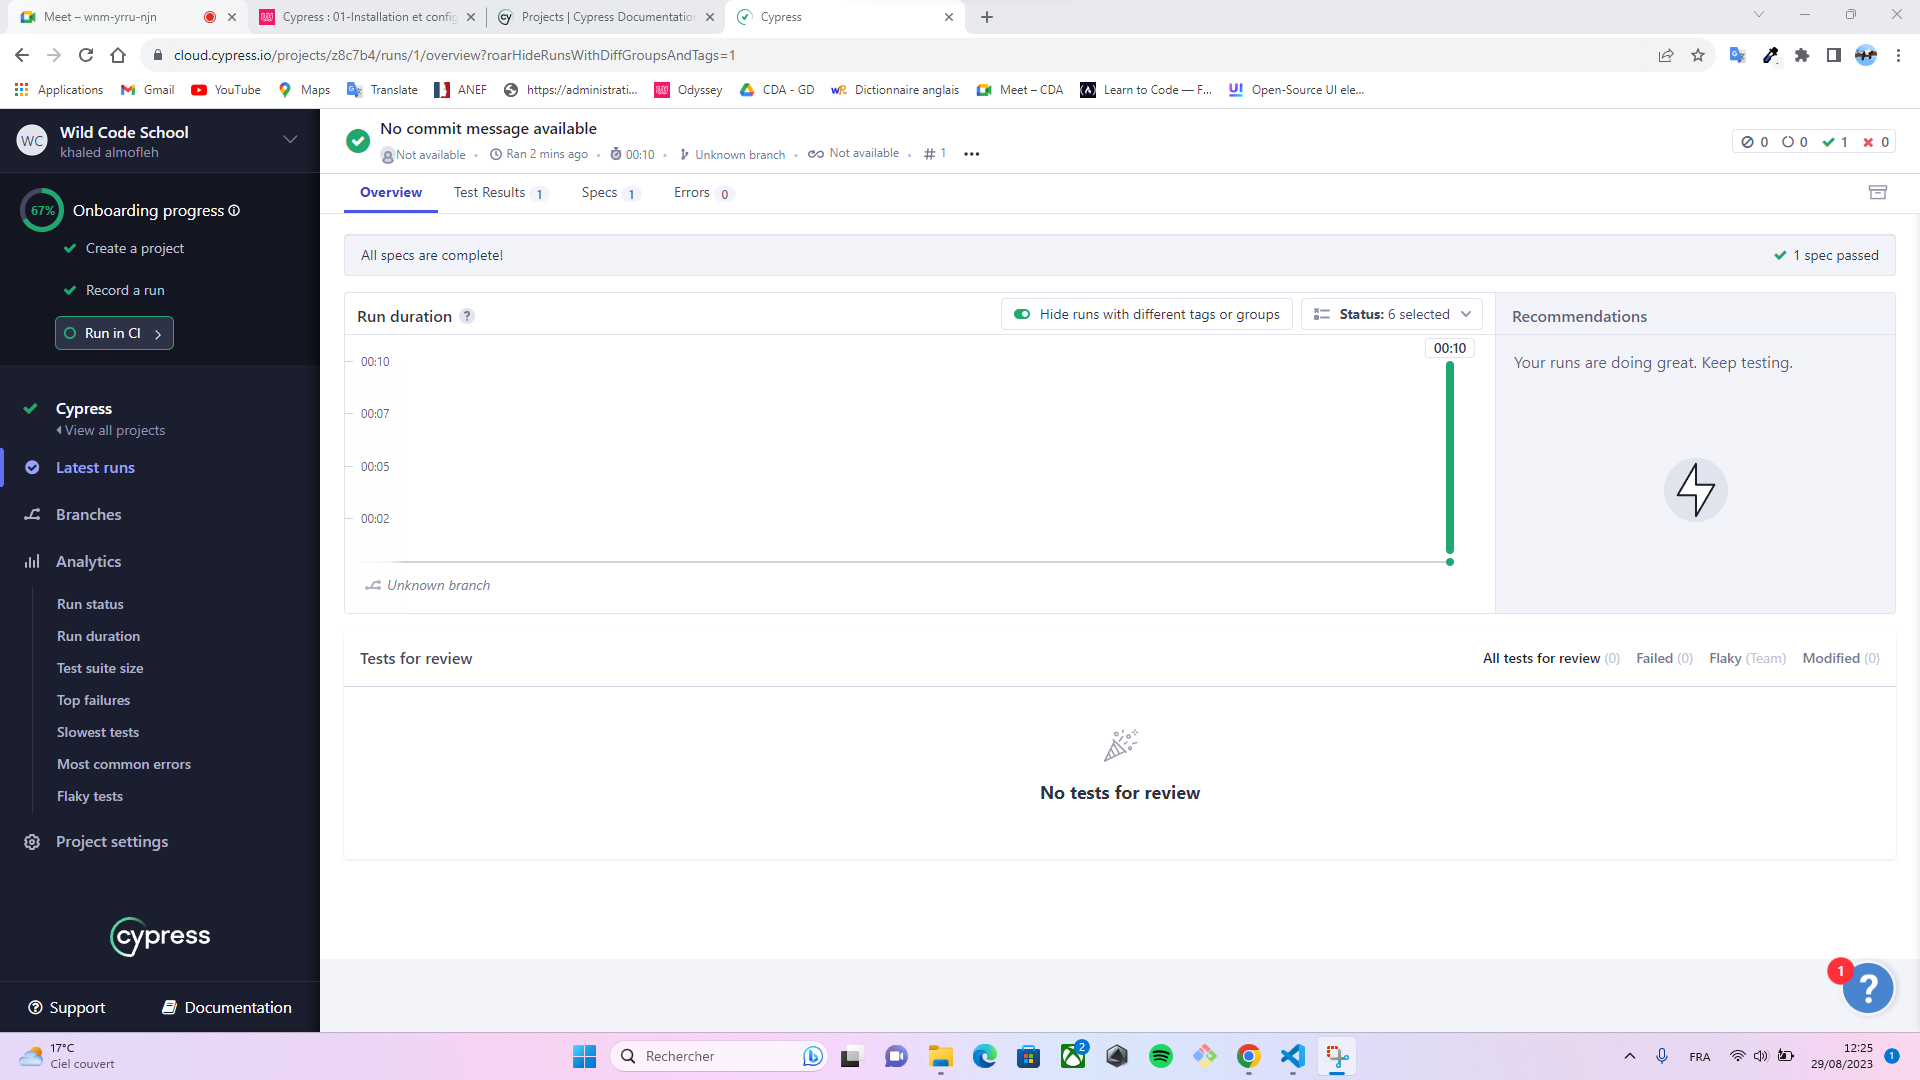 Meet – wnm-yrru-njn
Cypress : 01-Installation et config
Projects | Cypress Documentation
Cypress
cloud.cypress.io/projects/z8c7b4/runs/1/overview?roarHideRunsWithDiffGroupsAndTags=1
Applications
Gmail
YouTube
Maps
Translate
ANEF
https://administrati...
Odyssey
CDA - GD
Dictionnaire anglais
Meet – CDA
Learn to Code — F...
Open-Source UI ele...
WC
Wild Code School
khaled almofleh
67%
Onboarding progress
Create a project
Record a run
Run in CI
Cypress
View all projects
Latest runs
Branches
Analytics
Run status
Run duration
Test suite size
Top failures
Slowest tests
Most common errors
Flaky tests
Project settings
cypress
Support
Documentation
No commit message available
Not available
Ran 2 mins ago
00:10
Unknown branch
Not available
# 1
0
0
1
0
Overview
Test Results 1
Specs 1
Errors 0
All specs are complete!
1 spec passed
Run duration ?
Hide runs with different tags or groups
Status: 6 selected
00:10
00:10
00:07
00:05
00:02
Unknown branch
Recommendations
Your runs are doing great. Keep testing.
Tests for review
All tests for review (0)
Failed (0)
Flaky (Team)
Modified (0)
No tests for review
1
?
17°C
Ciel couvert
Rechercher
2
FRA
12:25
29/08/2023
1